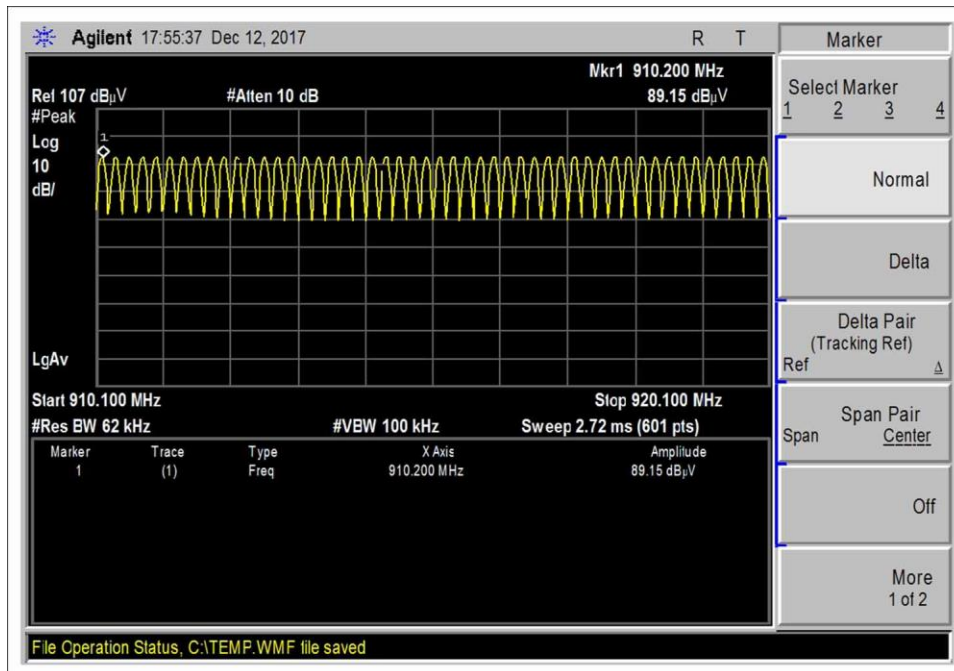 Agilent 17:55:37 Dec 12, 2017 R T
Mkr1 910.200 MHz
Ref 107 dBµV #Atten 10 dB 89.15 dBµV
#Peak
Log
10
dB/
1
LgAv
Start 910.100 MHz Stop 920.100 MHz
#Res BW 62 kHz #VBW 100 kHz Sweep 2.72 ms (601 pts)
Marker Trace Type X Axis Amplitude
1 (1) Freq 910.200 MHz 89.15 dBµV
File Operation Status, C:\TEMP.WMF file saved
Marker
Select Marker
1 2 3 4
Normal
Delta
Delta Pair
(Tracking Ref)
Ref Δ
Span Pair
Span Center
Off
More
1 of 2